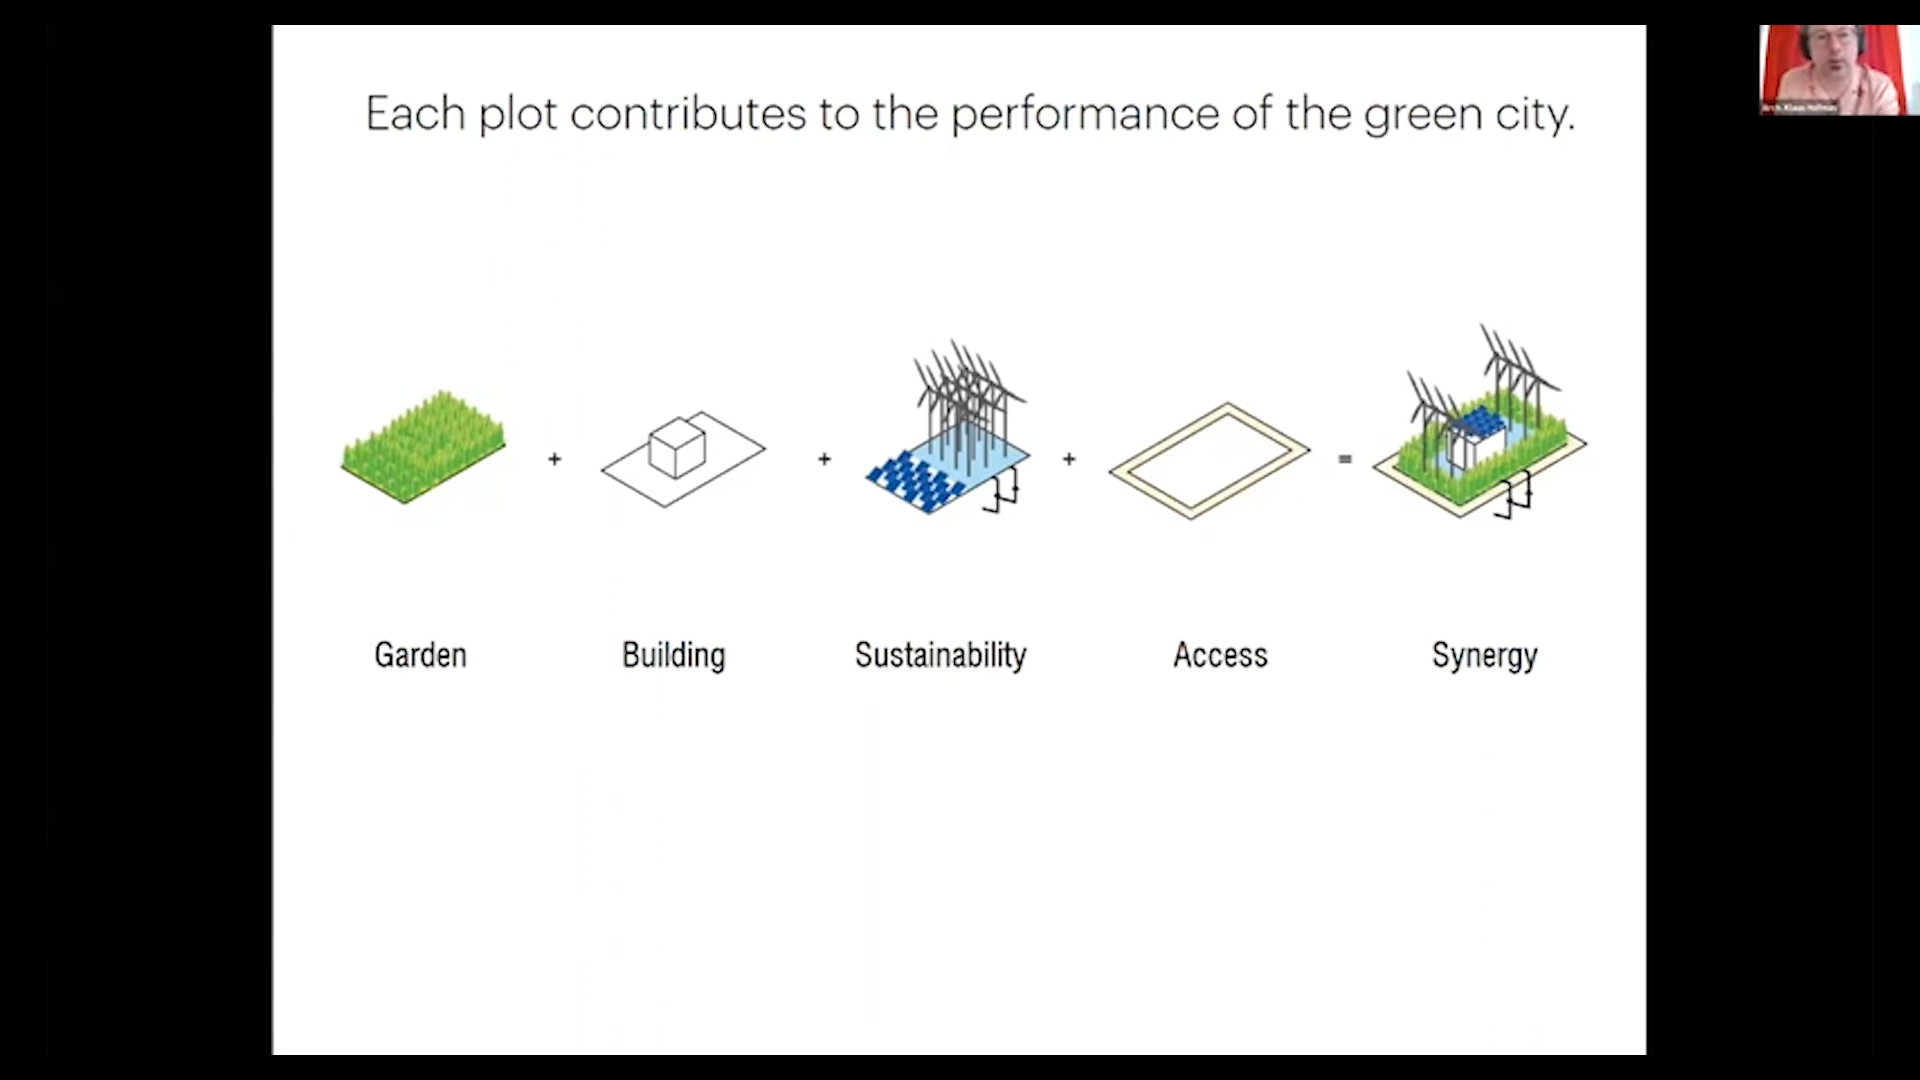 Each plot contributes to the performance of the green city.
+ + + =
Garden Building Sustainability Access Synergy